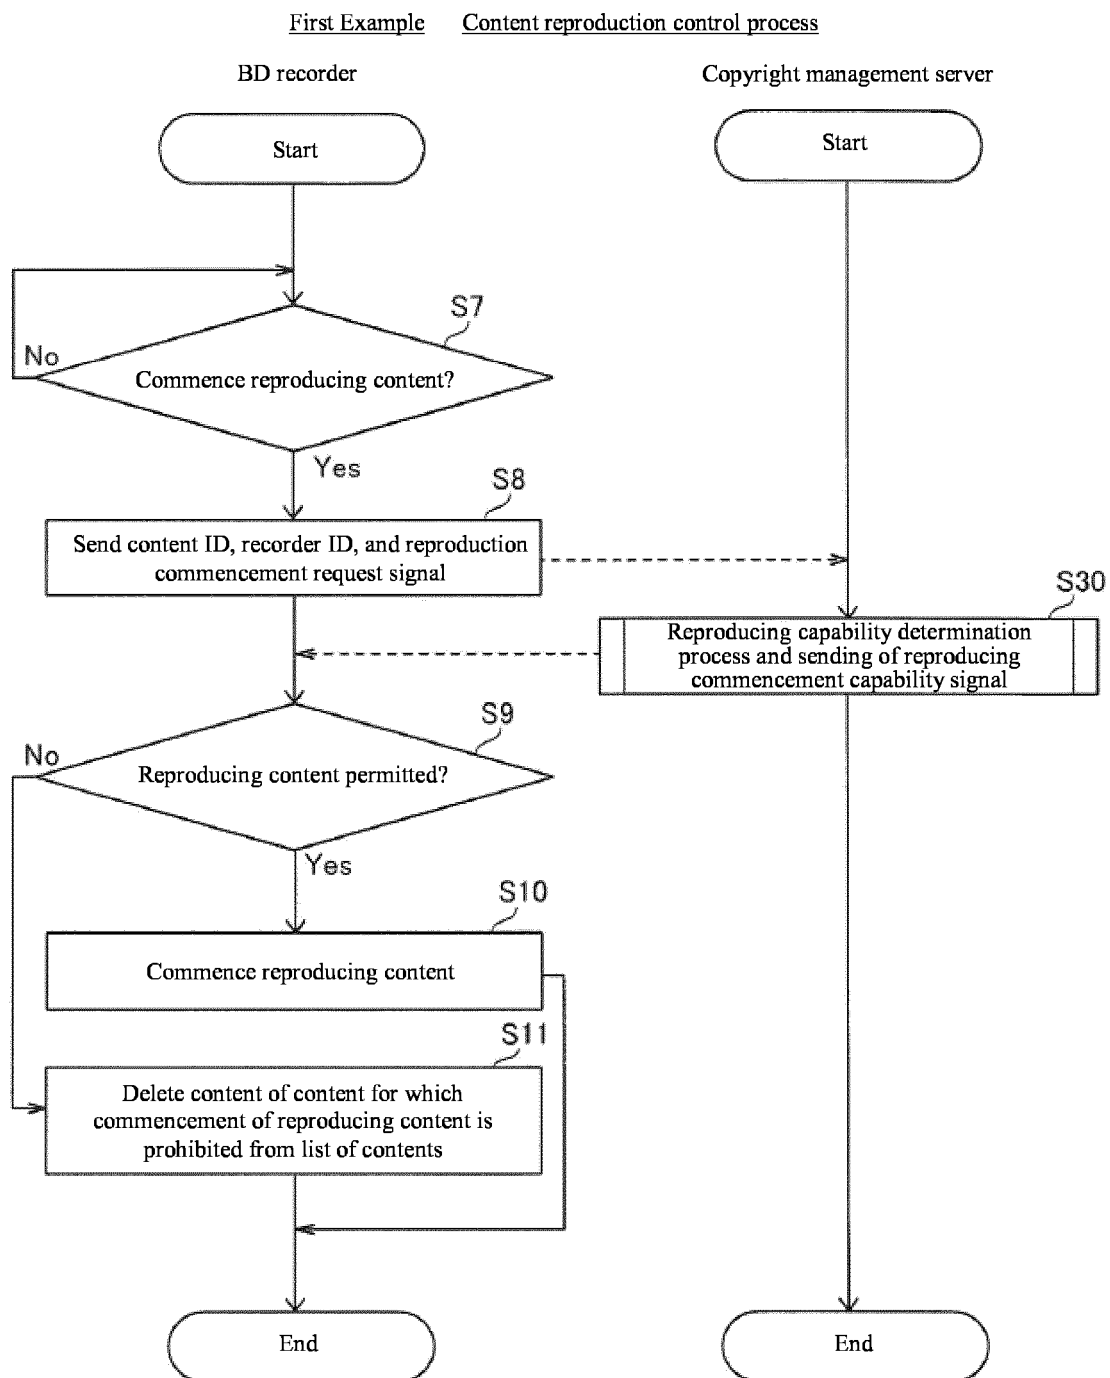 First Example Content reproduction control process
BD recorder
Copyright management server
Start
Start
S7
No
Commence reproducing content?
Yes
S8
Send content ID, recorder ID, and reproduction
commencement request signal
S30
Reproducing capability determination
process and sending of reproducing
commencement capability signal
S9
No
Reproducing content permitted?
Yes
S10
Commence reproducing content
S11
Delete content of content for which
commencement of reproducing content is
prohibited from list of contents
End
End